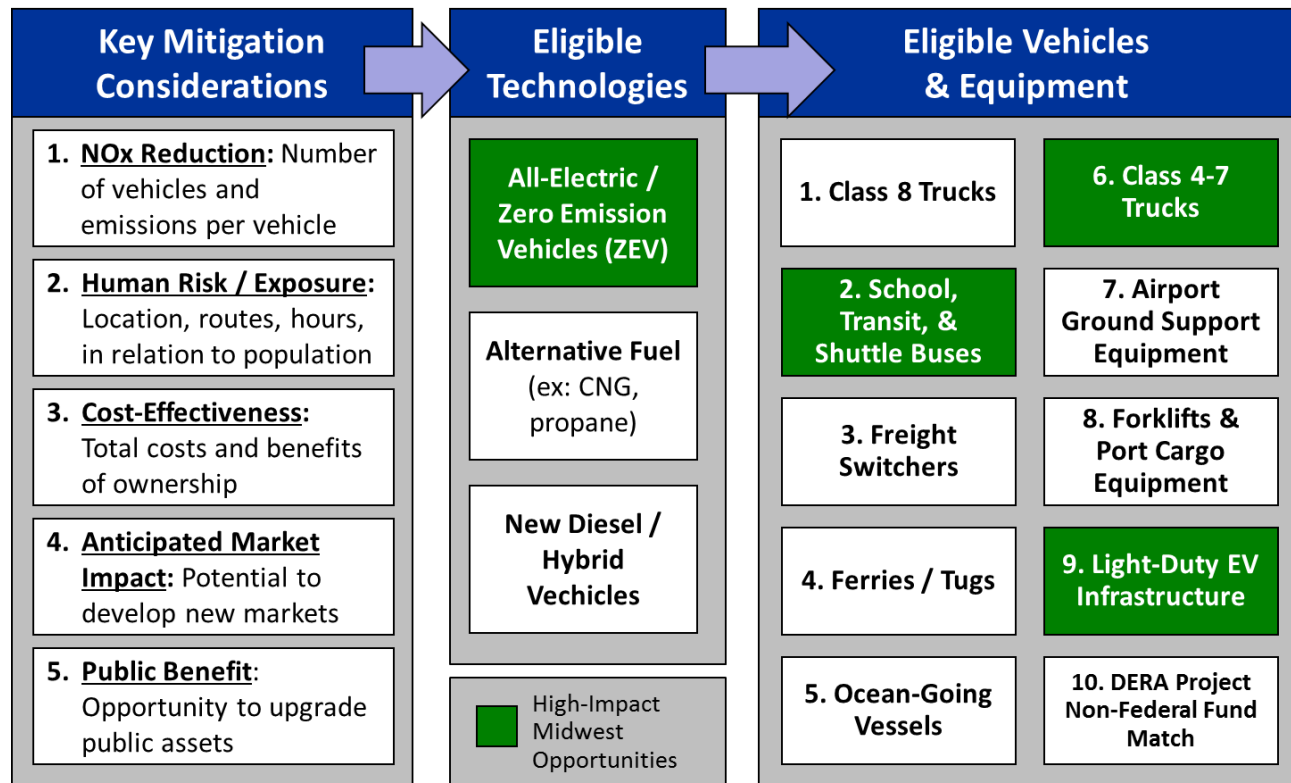 Key Mitigation
Considerations
1. NOx Reduction: Number
of vehicles and
emissions per vehicle
2. Human Risk / Exposure:
Location, routes, hours,
in relation to population
3. Cost-Effectiveness:
Total costs and benefits
of ownership
4. Anticipated Market
Impact: Potential to
develop new markets
5. Public Benefit:
Opportunity to upgrade
public assets
Eligible
Technologies
All-Electric /
Zero Emission
Vehicles (ZEV)
Alternative Fuel
(ex: CNG,
propane)
New Diesel /
Hybrid
Vechicles
High-Impact
Midwest
Opportunities
Eligible Vehicles
& Equipment
1. Class 8 Trucks
2. School,
Transit, &
Shuttle Buses
3. Freight
Switchers
4. Ferries / Tugs
5. Ocean-Going
Vessels
6. Class 4-7
Trucks
7. Airport
Ground Support
Equipment
8. Forklifts &
Port Cargo
Equipment
9. Light-Duty EV
Infrastructure
10. DERA Project
Non-Federal Fund
Match